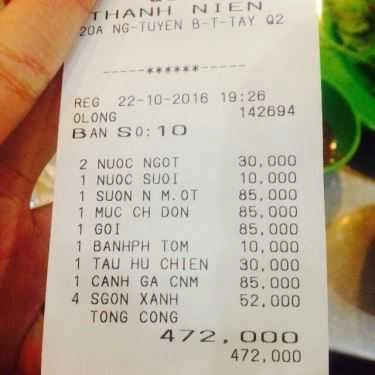 THANH NIEN
20A NG-TUYEN B-T-TAY Q2
-----******-----
REG 22-10-2016 19:26
OLONG 142694
BAN SO:10
2 NUOC NGOT 30,000
1 NUOC SUOI 10,000
1 SUON N M.OT 85,000
1 MUC CH DON 85,000
1 GOI 85,000
1 BANHPH TOM 10,000
1 TAU HU CHIEN 30,000
1 CANH GA CNM 85,000
4 SGON XANH 52,000
TONG CONG
472,000
472,000